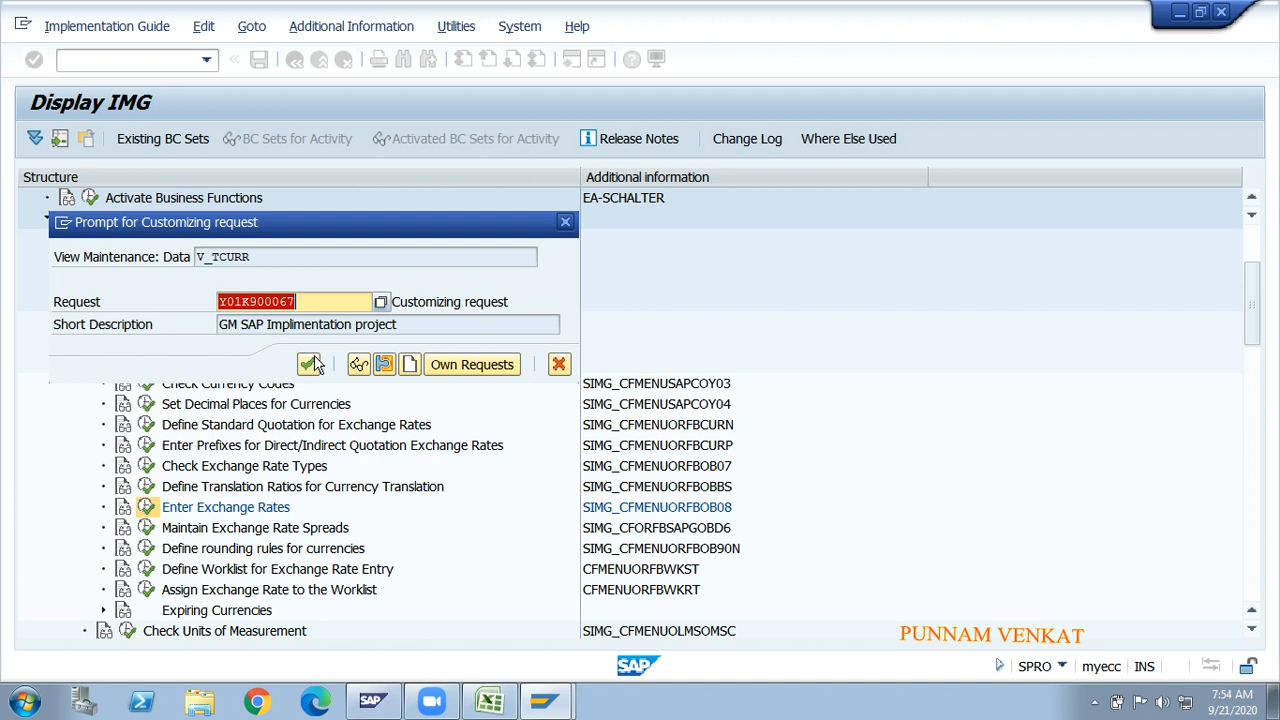 Implementation Guide Edit Goto Additional Information Utilities System Help
Display IMG
Existing BC Sets BC Sets for Activity Activated BC Sets for Activity Release Notes Change Log Where Else Used
Structure Additional information
Activate Business Functions EA-SCHALTER
Prompt for Customizing request
View Maintenance: Data V_TCURR
Request Y01K900067 Customizing request
Short Description GM SAP Implimentation project
Own Requests
Check Currency Codes SIMG_CFMENUSAPCOY03
Set Decimal Places for Currencies SIMG_CFMENUSAPCOY04
Define Standard Quotation for Exchange Rates SIMG_CFMENUORFBCURN
Enter Prefixes for Direct/Indirect Quotation Exchange Rates SIMG_CFMENUORFBCURP
Check Exchange Rate Types SIMG_CFMENUORFBOB07
Define Translation Ratios for Currency Translation SIMG_CFMENUORFBOBBS
Enter Exchange Rates SIMG_CFMENUORFBOB08
Maintain Exchange Rate Spreads SIMG_CFORFBSAPGOBD6
Define rounding rules for currencies SIMG_CFMENUORFBOB90N
Define Worklist for Exchange Rate Entry CFMENUORFBWKST
Assign Exchange Rate to the Worklist CFMENUORFBWKRT
Expiring Currencies
Check Units of Measurement SIMG_CFMENUOLMSOMSC
PUNNAM VENKAT
SAP SPRO myecc INS
SAP
7:54 AM
9/21/2020